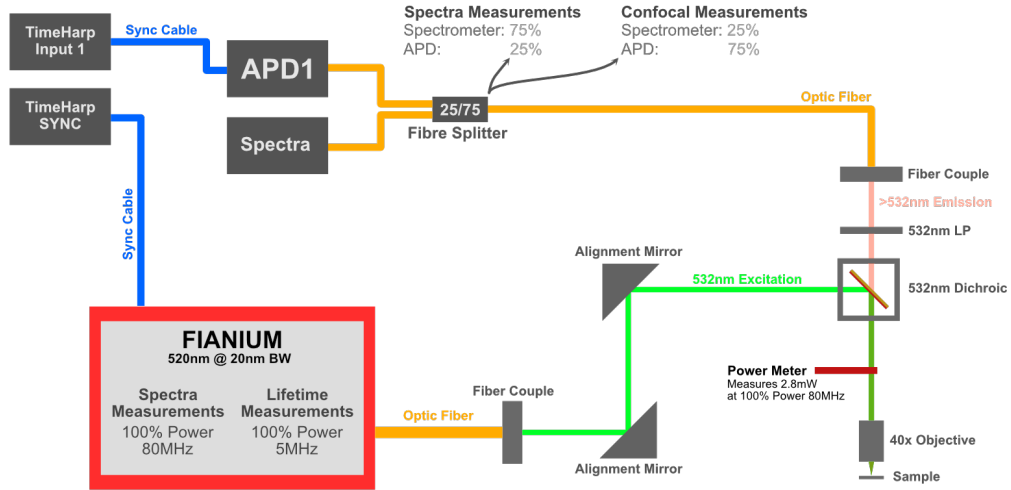 TimeHarp
Input 1
Sync Cable
APD1
TimeHarp
SYNC
Spectra
Spectra Measurements
Spectrometer: 75%
APD: 25%
Confocal Measurements
Spectrometer: 25%
APD: 75%
25/75
Fibre Splitter
Optic Fiber
Fiber Couple
>532nm Emission
532nm LP
Sync Cable
Alignment Mirror
532nm Excitation
532nm Dichroic
FIANIUM
520nm @ 20nm BW
Spectra
Measurements
100% Power
80MHz
Lifetime
Measurements
100% Power
5MHz
Optic Fiber
Fiber Couple
Alignment Mirror
Power Meter
Measures 2.8mW
at 100% Power 80MHz
40x Objective
Sample